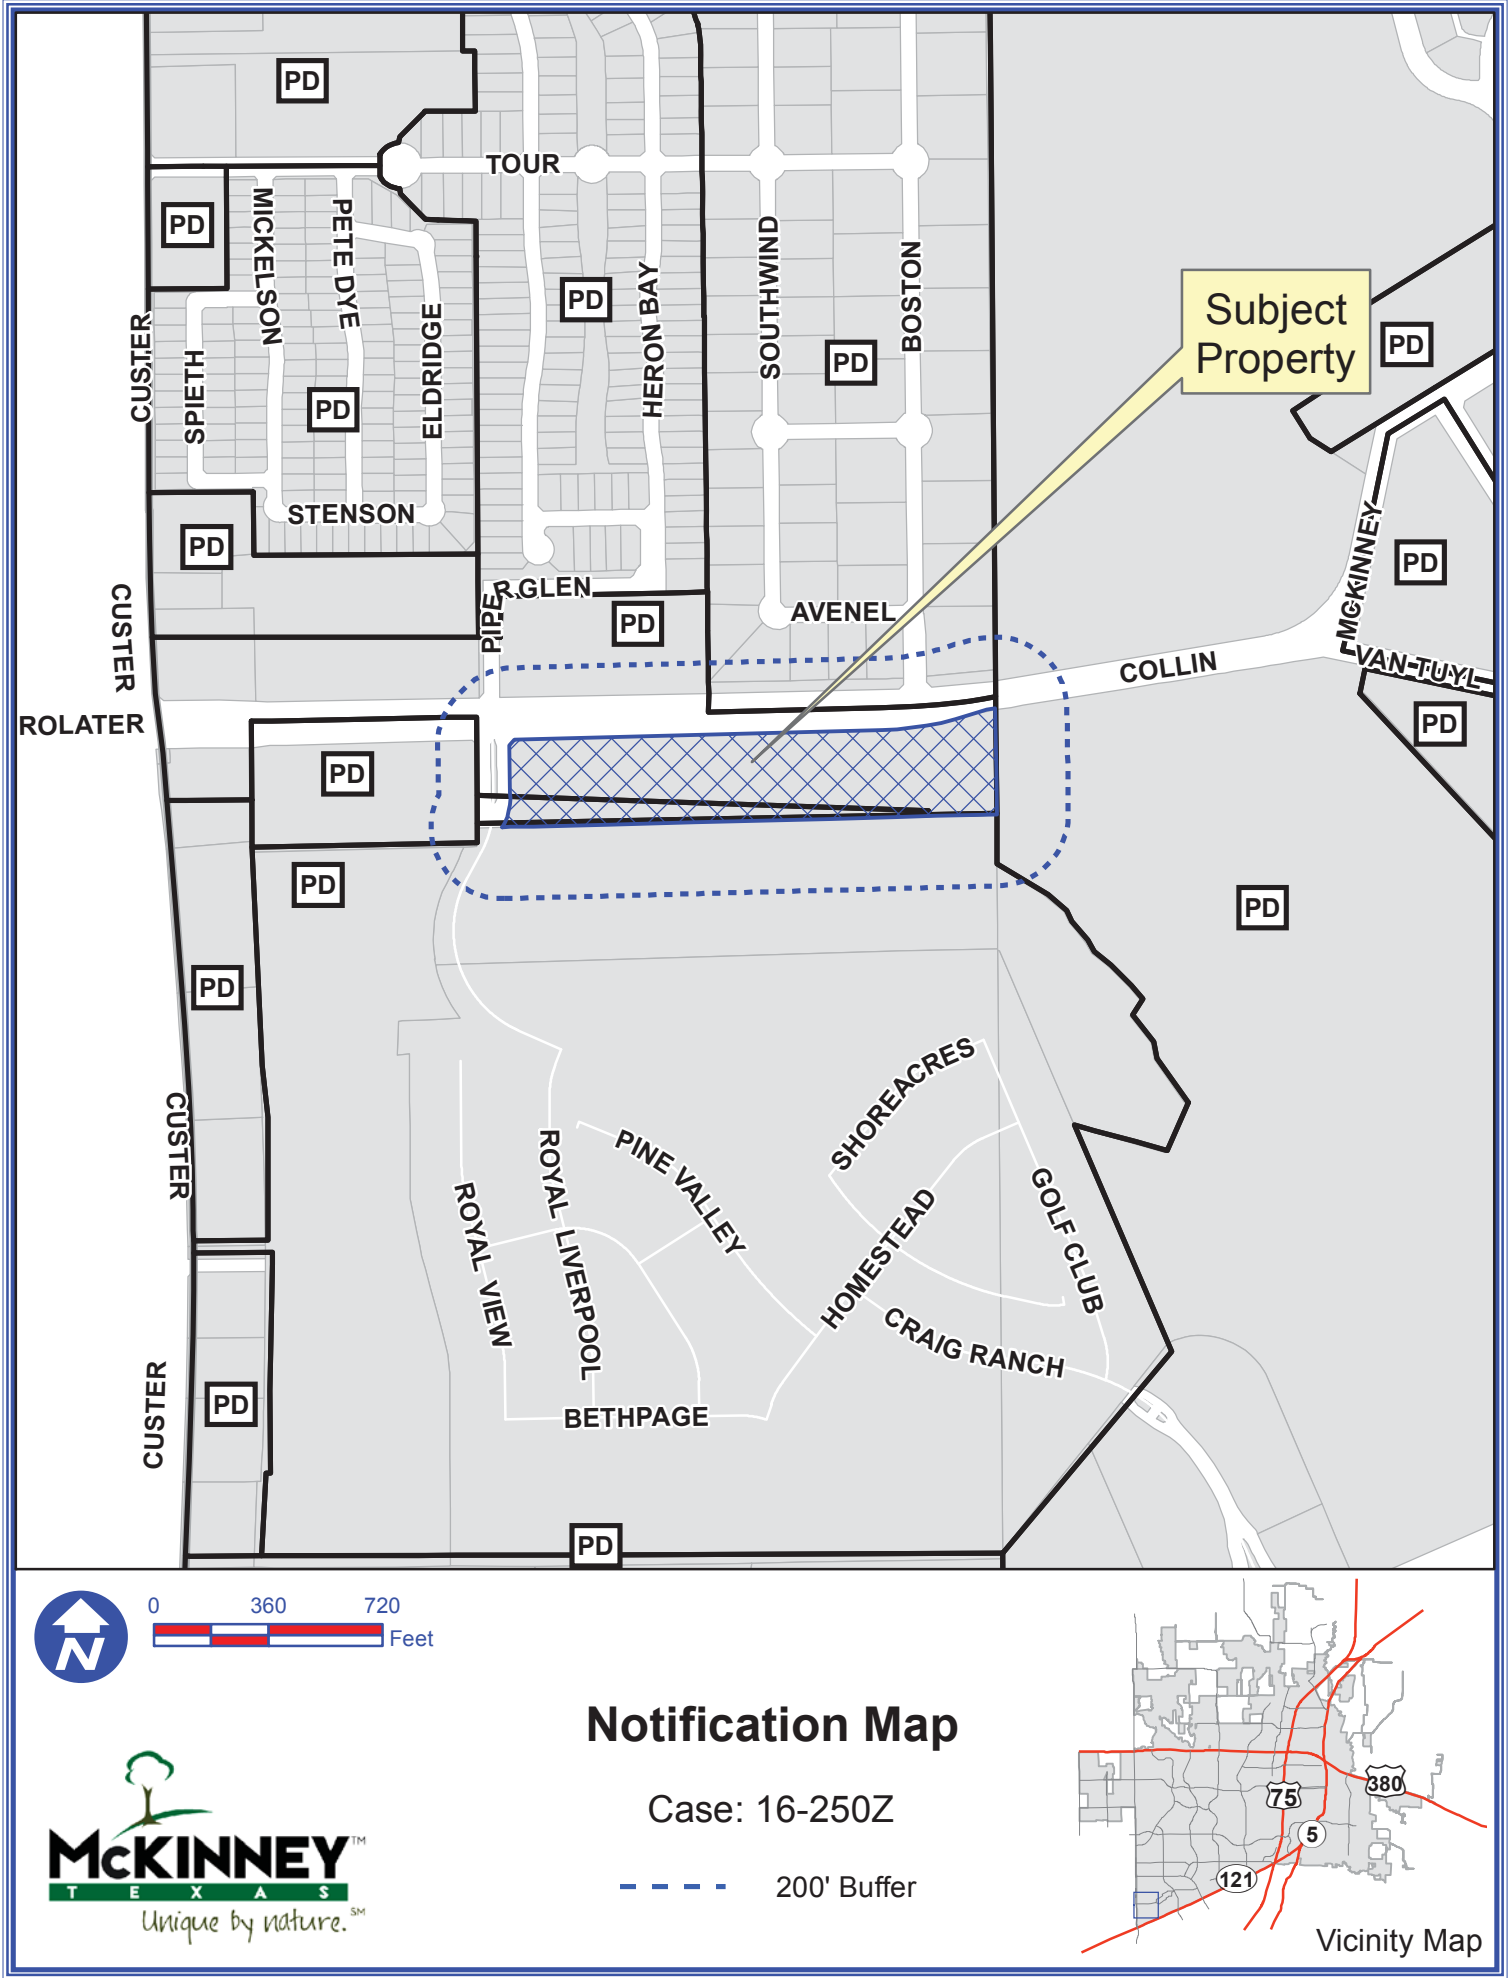 PD
TOUR
PD
MICKELSON
PETE DYE
PD
HERON BAY
SOUTHWIND
BOSTON
Subject
Property
PD
CUSTER
SPIETH
PD
ELDRIDGE
PD
STENSON
PD
MCKINNEY
PD
CUSTER
PIPER GLEN
PD
AVENEL
COLLIN
VAN TUYL
ROLATER
PD
PD
PD
PD
PD
CUSTER
SHOREACRES
ROYAL LIVERPOOL
PINE VALLEY
ROYAL VIEW
HOMESTEAD
GOLF CLUB
CRAIG RANCH
CUSTER
PD
BETHPAGE
PD
N
0 360 720
Feet
Notification Map
Case: 16-250Z
200' Buffer
McKINNEY™
TEXAS
Unique by nature.℠
380
75
5
121
Vicinity Map